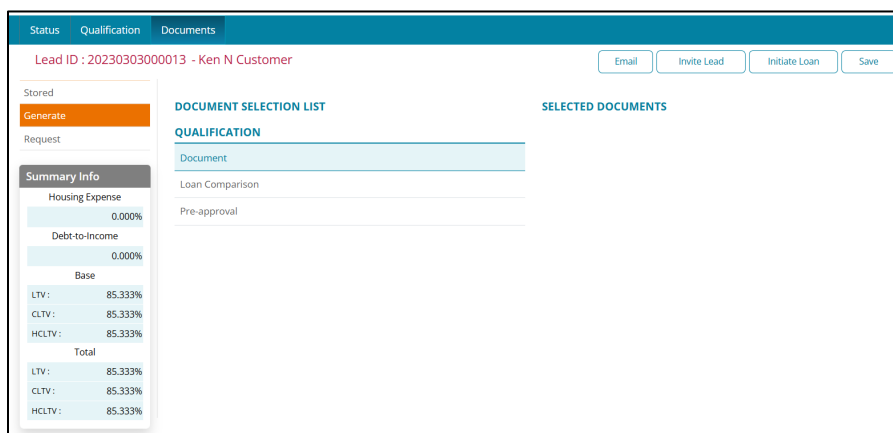 Status Qualification Documents
Lead ID : 20230303000013 - Ken N Customer
Email Invite Lead Initiate Loan Save
Stored
Generate
Request
Summary Info
Housing Expense
0.000%
Debt-to-Income
0.000%
Base
LTV : 85.333%
CLTV : 85.333%
HCLTV : 85.333%
Total
LTV : 85.333%
CLTV : 85.333%
HCLTV : 85.333%
DOCUMENT SELECTION LIST
QUALIFICATION
Document
Loan Comparison
Pre-approval
SELECTED DOCUMENTS